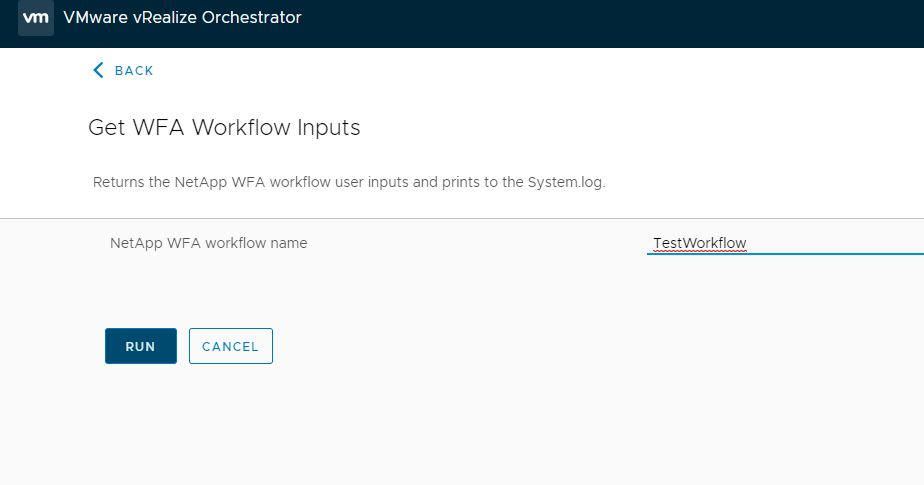 vm VMware vRealize Orchestrator
BACK
Get WFA Workflow Inputs
Returns the NetApp WFA workflow user inputs and prints to the System.log.
NetApp WFA workflow name TestWorkflow
RUN CANCEL